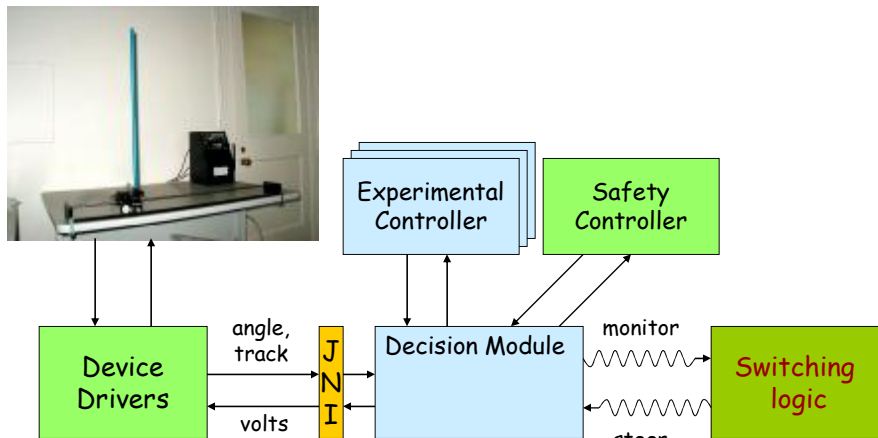 Experimental
Controller
Safety
Controller
angle,
track
monitor
J
N
I
Decision Module
Device
Drivers
Switching
logic
volts